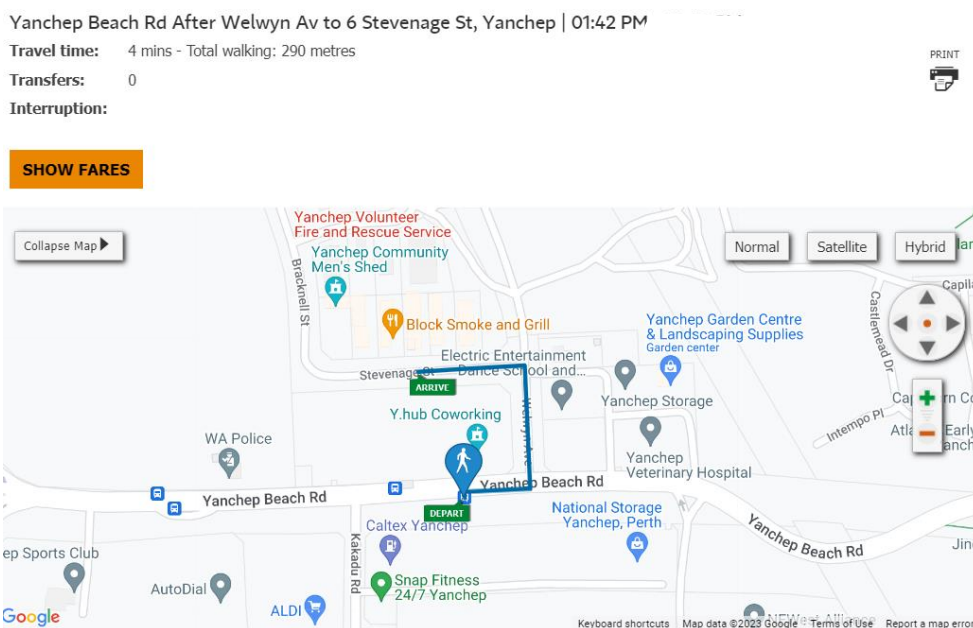 Yanchep Beach Rd After Welwyn Av to 6 Stevenage St, Yanchep | 01:42 PM
Travel time: 4 mins - Total walking: 290 metres
PRINT
Transfers: 0
Interruption:
SHOW FARES
Collapse Map
Yanchep Volunteer
Fire and Rescue Service
Normal
Satellite
Hybrid
Yanchep Community
Men's Shed
Bracknell St
Castlemead Dr
Block Smoke and Grill
Yanchep Garden Centre
& Landscaping Supplies
Garden center
Electric Entertainment
Dance School and...
Stevenage St
ARRIVE
Yanchep Storage
Y.hub Coworking
Welwyn Ave
Intempo Pl
WA Police
Yanchep
Veterinary Hospital
Yanchep Beach Rd
Yanchep Beach Rd
DEPART
National Storage
Yanchep, Perth
Caltex Yanchep
Yanchep Beach Rd
Kakadu Rd
ep Sports Club
AutoDial
Snap Fitness
24/7 Yanchep
ALDI
Google
Keyboard shortcuts
Map data ©2023 Google
Terms of Use
Report a map error